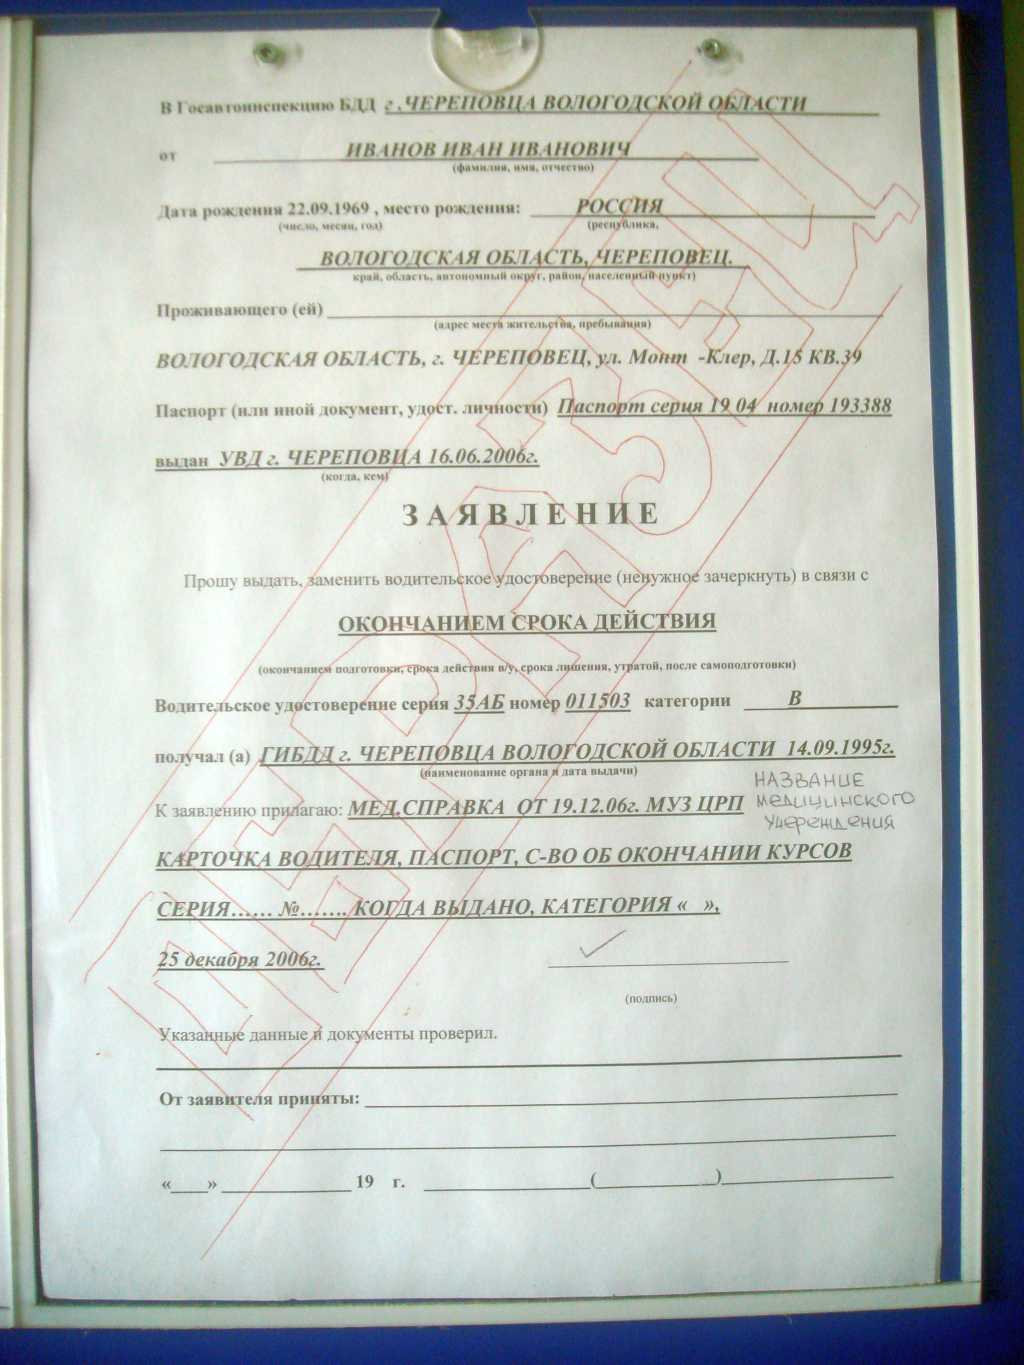 В Госавтоинспекцию БДД г .ЧЕРЕПОВЦА ВОЛОГОДСКОЙ ОБЛАСТИ
от ИВАНОВ ИВАН ИВАНОВИЧ
(фамилия, имя, отчество)
Дата рождения 22.09.1969 , место рождения: РОССИЯ
(число, месяц, год) (республика,
ВОЛОГОДСКАЯ ОБЛАСТЬ, ЧЕРЕПОВЕЦ.
край, область, автономный округ, район, населенный пункт)
Проживающего (ей)
(адрес места жительства, пребывания)
ВОЛОГОДСКАЯ ОБЛАСТЬ, г. ЧЕРЕПОВЕЦ, ул. Монт -Клер, Д.15 КВ.39
Паспорт (или иной документ, удост. личности) Паспорт серия 19 04 номер 193388
выдан УВД г. ЧЕРЕПОВЦА 16.06.2006г.
(когда, кем)
З А Я В Л Е Н И Е
Прошу выдать, заменить водительское удостоверение (ненужное зачеркнуть) в связи с
ОКОНЧАНИЕМ СРОКА ДЕЙСТВИЯ
(окончанием подготовки, срока действия в/у, срока лишения, утратой, после самоподготовки)
Водительское удостоверение серия 35АБ номер 011503 категории В
получал (а) ГИБДД г. ЧЕРЕПОВЦА ВОЛОГОДСКОЙ ОБЛАСТИ 14.09.1995г.
(наименование органа и дата выдачи)
К заявлению прилагаю: МЕД.СПРАВКА ОТ 19.12.06г. МУЗ ЦРП
НАЗВАНИЕ
медицинского
учереждения
КАРТОЧКА ВОДИТЕЛЯ, ПАСПОРТ, С-ВО ОБ ОКОНЧАНИИ КУРСОВ
СЕРИЯ…… №……. КОГДА ВЫДАНО, КАТЕГОРИЯ « »,
25 декабря 2006г.
(подпись)
Указанные данные и документы проверил.
От заявителя приняты:
«____» ______________ 19 г. __________________(_____________)___________________
ОБРАЗЕЦ